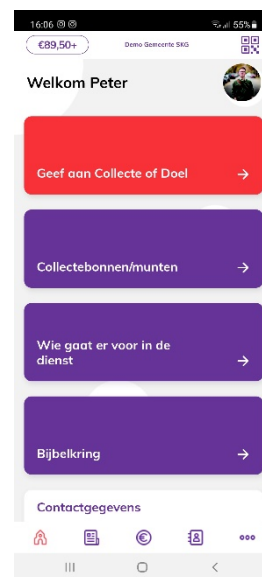 16:06
55%
€89,50+
Demo Gemeente SKG
Welkom Peter
Geef aan Collecte of Doel
Collectebonnen/munten
Wie gaat er voor in de
dienst
Bijbelkring
Contactgegevens